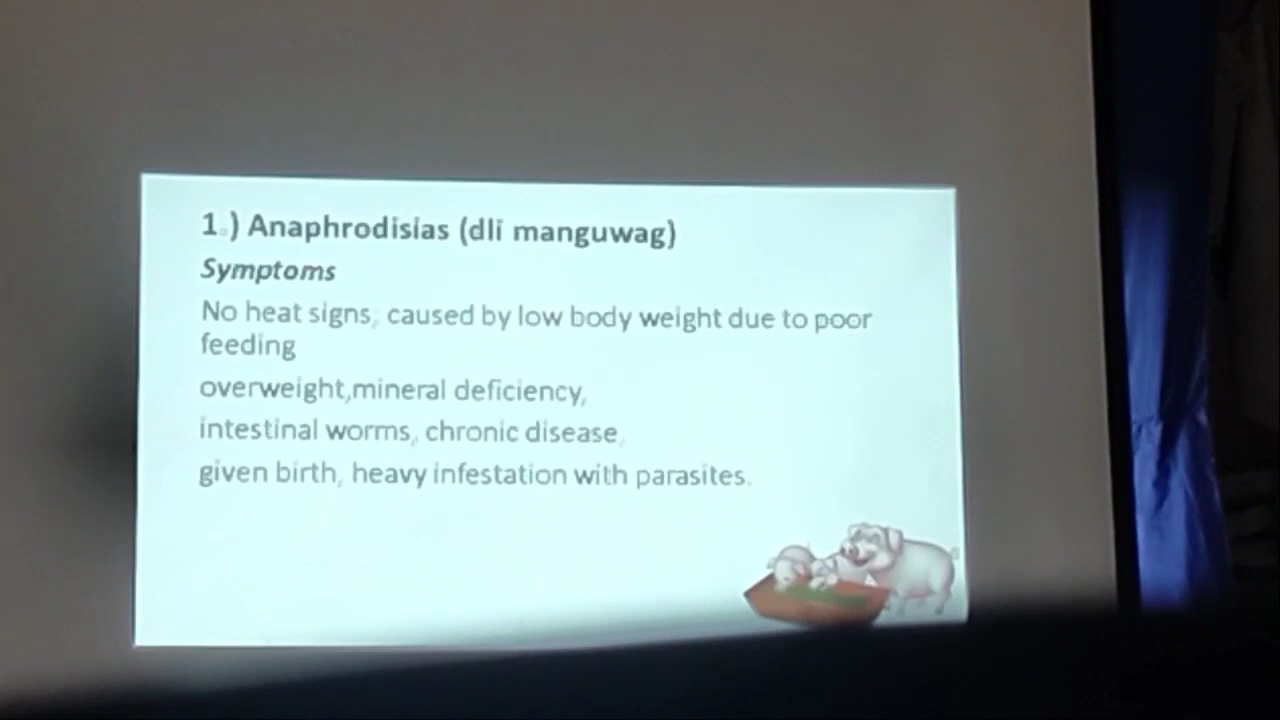 1.) Anaphrodisias (dli manguwag)
Symptoms
No heat signs, caused by low body weight due to poor
feeding
overweight,mineral deficiency,
intestinal worms, chronic disease,
given birth, heavy infestation with parasites.